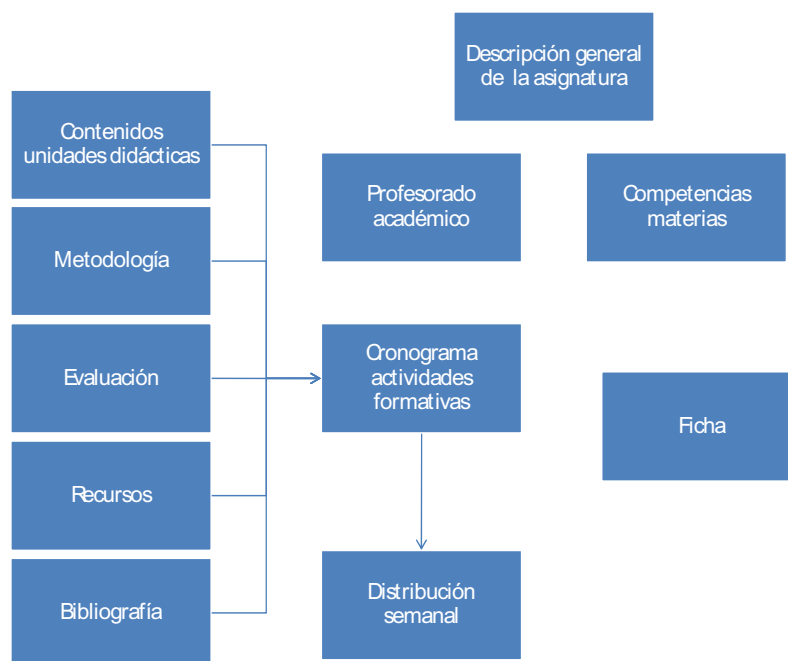 Descripción general
de la asignatura
Contenidos
unidades didácticas
Profesorado
académico
Competencias
materias
Metodología
Evaluación
Cronograma
actividades
formativas
Ficha
Recursos
Bibliografía
Distribución
semanal